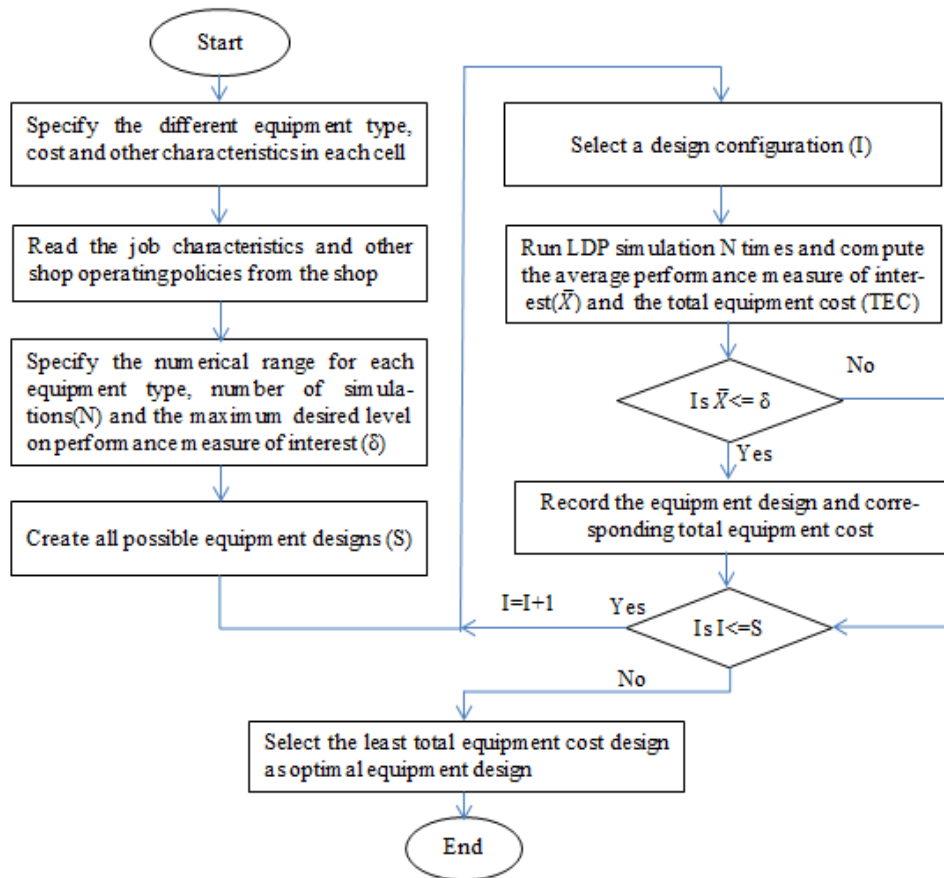 Start
Specify the different equipment type,
cost and other characteristics in each cell
Read the job characteristics and other
shop operating policies from the shop
Specify the numerical range for each
equipment type, number of simula-
tions(N) and the maximum desired level
on performance measure of interest (δ)
Create all possible equipment designs (S)
Select a design configuration (I)
Run LDP simulation N times and compute
the average performance measure of inter-
est(X̄) and the total equipment cost (TEC)
No
Is X̄<= δ
Yes
Record the equipment design and corre-
sponding total equipment cost
I=I+1
Yes
Is I<=S
No
Select the least total equipment cost design
as optimal equipment design
End